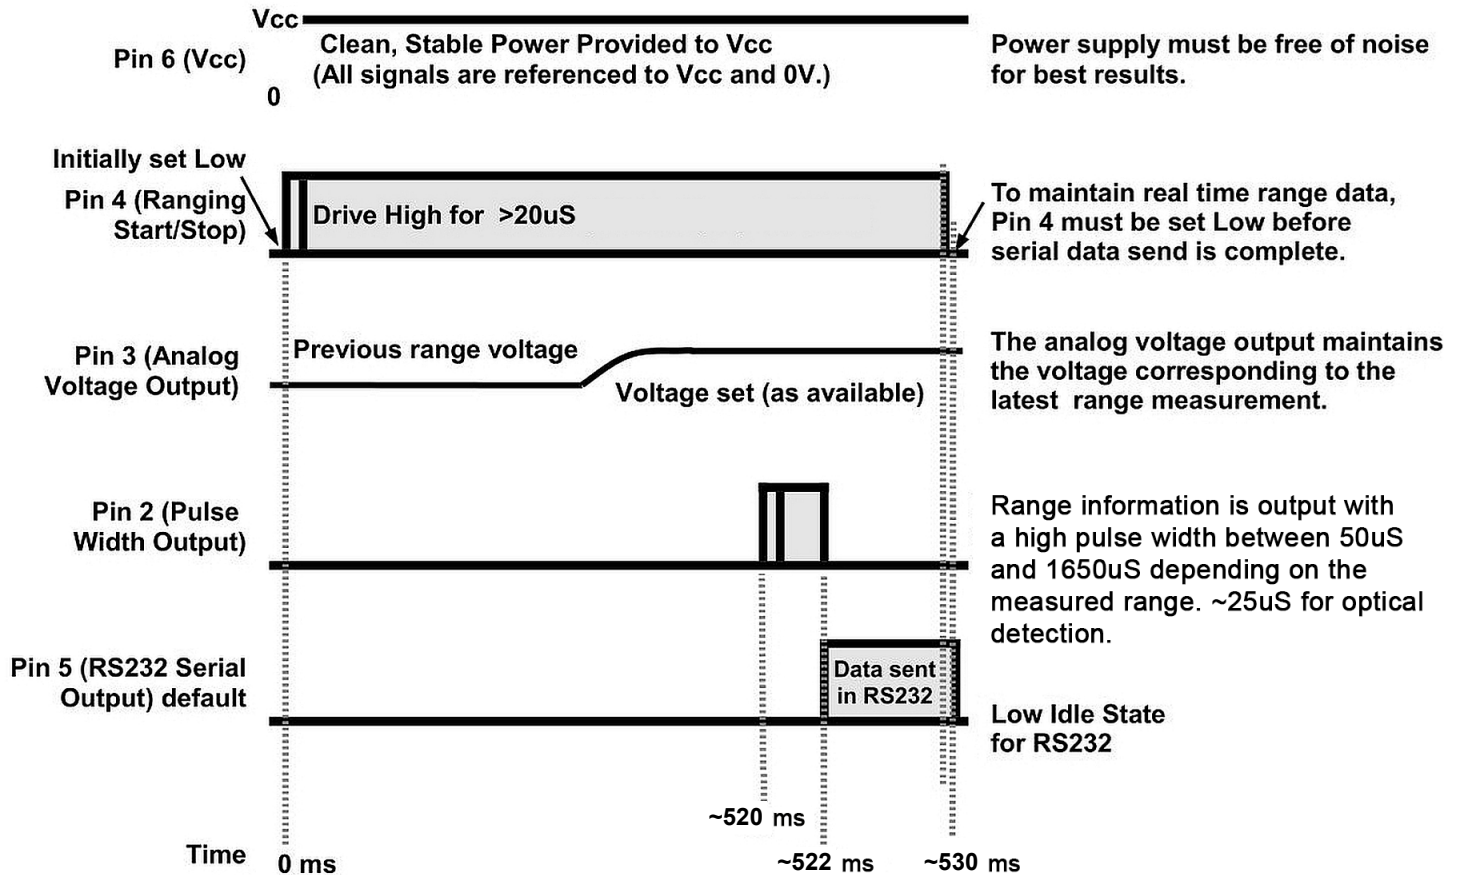 Vcc
Pin 6 (Vcc)
0
Clean, Stable Power Provided to Vcc
(All signals are referenced to Vcc and 0V.)
Power supply must be free of noise
for best results.
Initially set Low
Pin 4 (Ranging
Start/Stop)
Drive High for >20uS
To maintain real time range data,
Pin 4 must be set Low before
serial data send is complete.
Pin 3 (Analog
Voltage Output)
Previous range voltage
Voltage set (as available)
The analog voltage output maintains
the voltage corresponding to the
latest range measurement.
Pin 2 (Pulse
Width Output)
Range information is output with
a high pulse width between 50uS
and 1650uS depending on the
measured range. ~25uS for optical
detection.
Pin 5 (RS232 Serial
Output) default
Data sent
in RS232
Low Idle State
for RS232
Time
0 ms
~520 ms
~522 ms
~530 ms